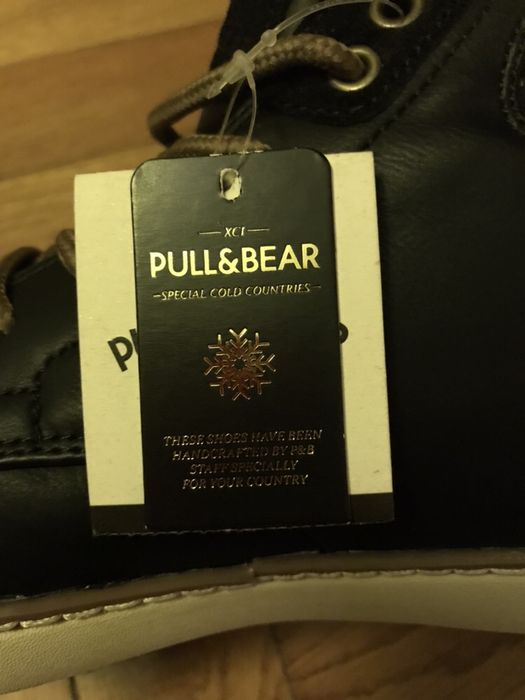 XCI
PULL&BEAR
SPECIAL COLD COUNTRIES
THESE SHOES HAVE BEEN
HANDCRAFTED BY P&B
STAFF SPECIALLY
FOR YOUR COUNTRY